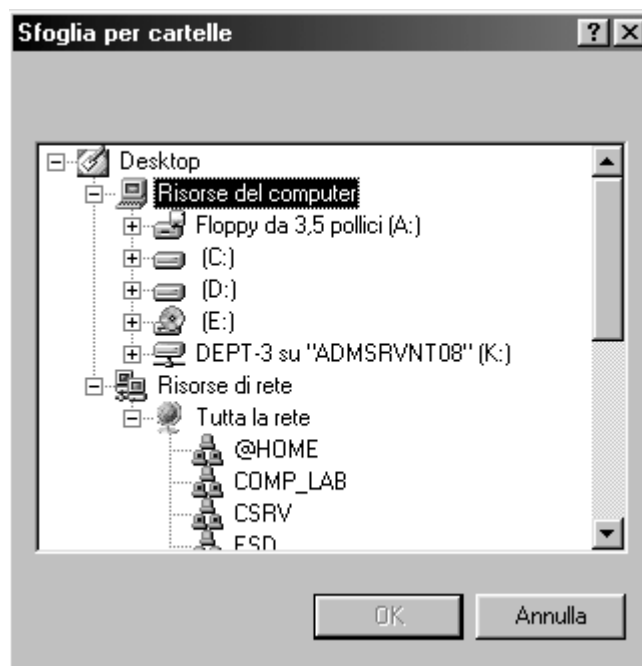 Sfoglia per cartelle
Desktop
Risorse del computer
Floppy da 3,5 pollici (A:)
(C:)
(D:)
(E:)
DEPT-3 su "ADMSRVNT08" (K:)
Risorse di rete
Tutta la rete
@HOME
COMP_LAB
CSRV
ESD
OK
Annulla